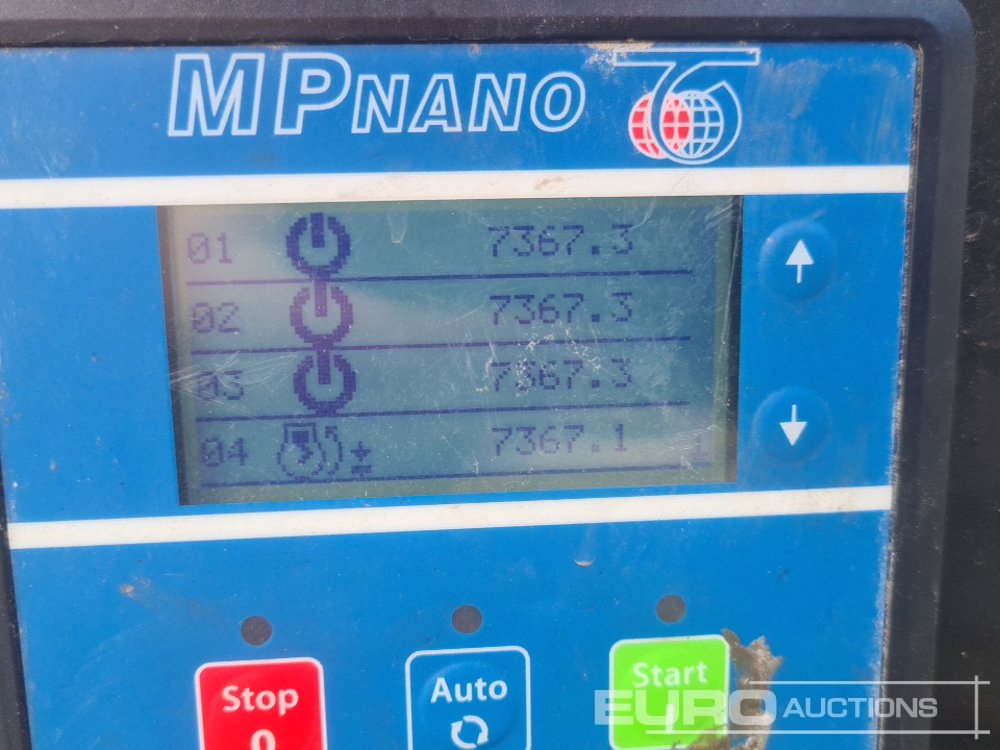 MPNANO
01 7367.3
02 7367.3
03 7367.3
04 ± 7367.1
Stop Auto Start
0 I
EURO AUCTIONS